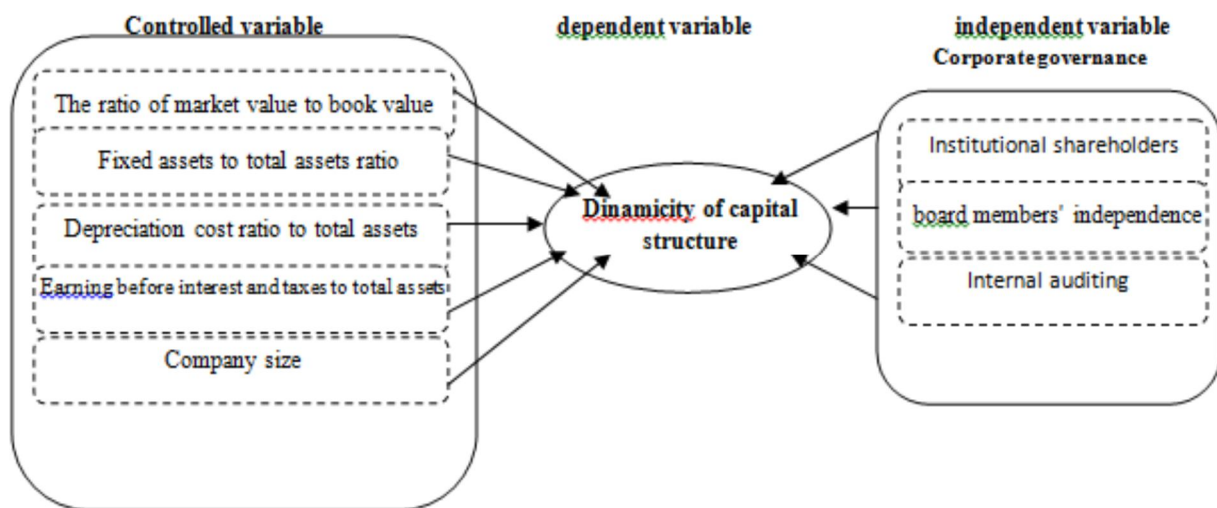 Controlled variable
The ratio of market value to book value
Fixed assets to total assets ratio
Depreciation cost ratio to total assets
Earning before interest and taxes to total assets
Company size
dependent variable
Dinamicity of capital
structure
independent variable
Corporate governance
Institutional shareholders
board members' independence
Internal auditing